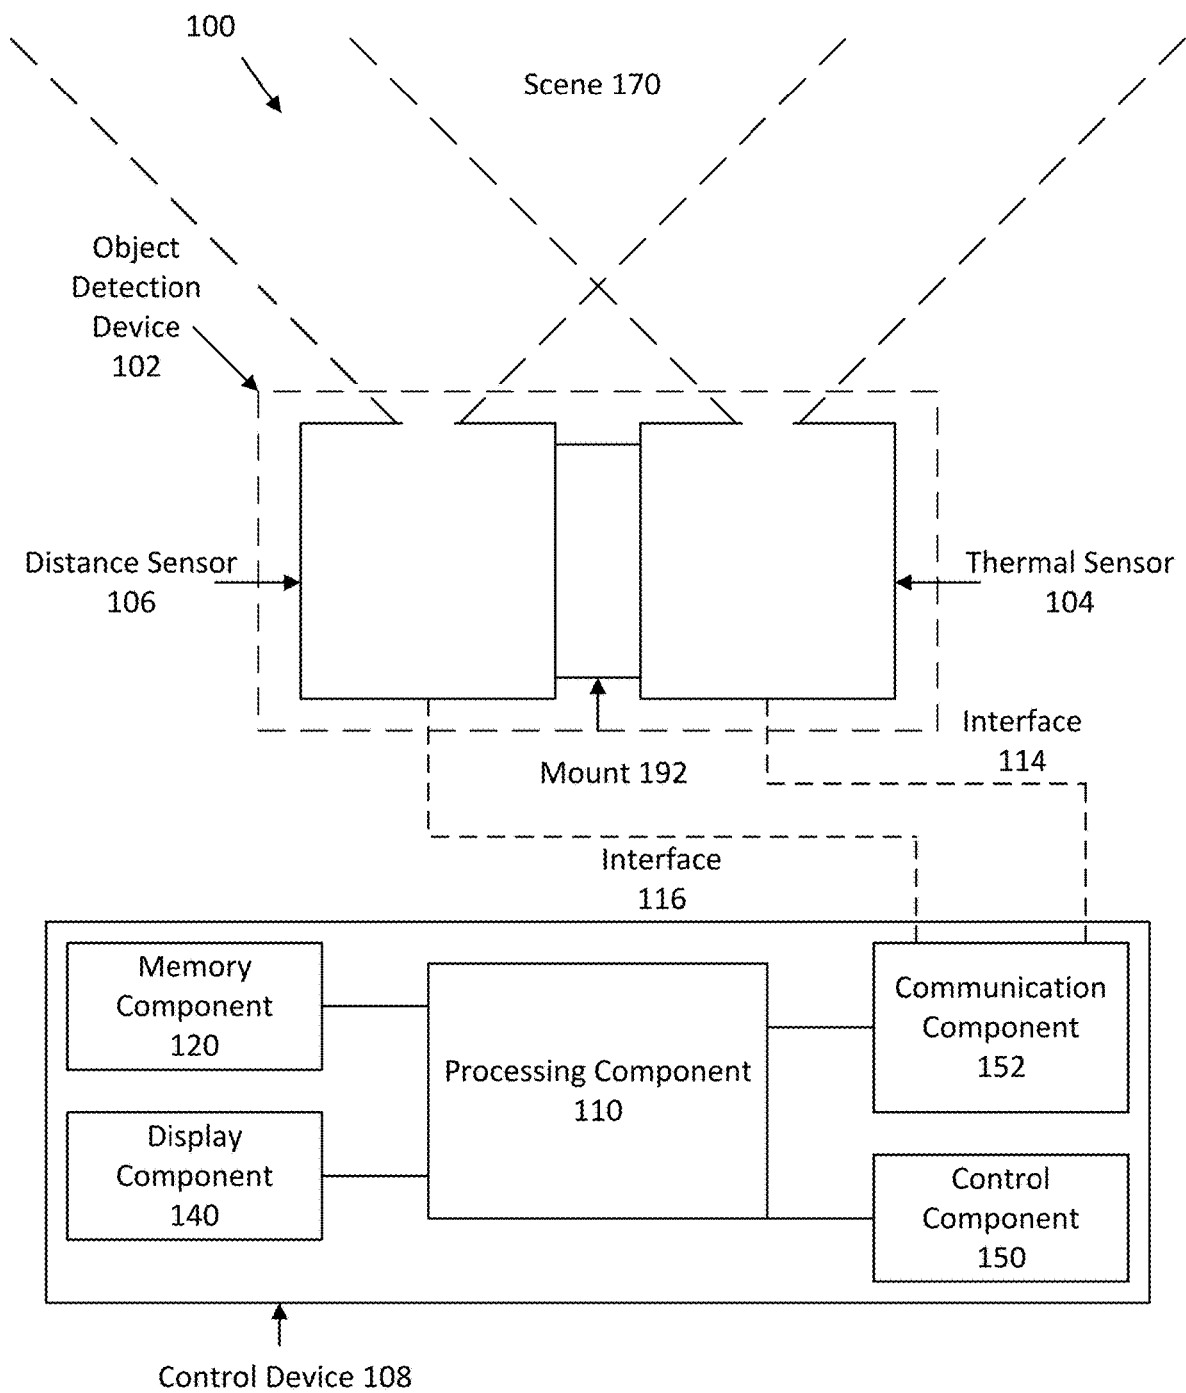 100
Scene 170
Object
Detection
Device
102
Distance Sensor
106
Thermal Sensor
104
Interface
114
Mount 192
Interface
116
Memory
Component
120
Processing Component
110
Communication
Component
152
Display
Component
140
Control
Component
150
Control Device 108